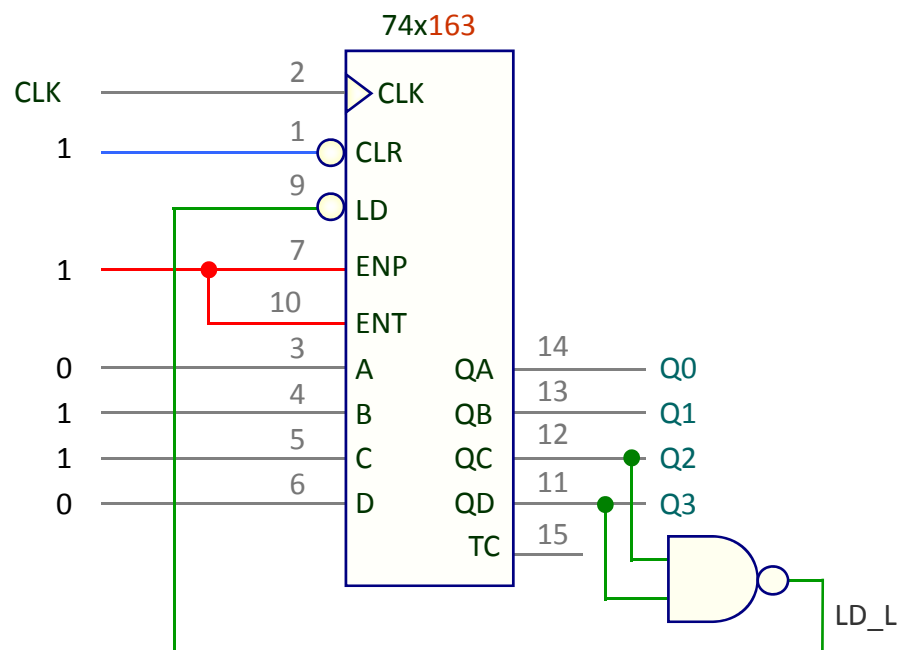 74x163
2
CLK CLK
1 1 CLR
9
LD
7
1 ENP
10
ENT
3 14
0 A QA Q0
4 13
1 B QB Q1
5 12
1 C QC Q2
6 11
0 D QD Q3
15
TC
LD_L